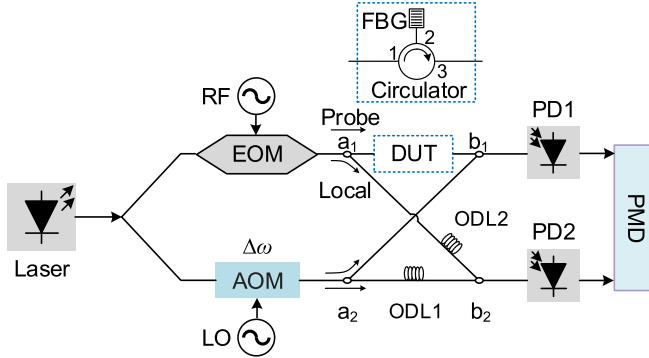 FBG
2
1
3
Circulator
RF
Probe
PD1
EOM
a1
DUT
b1
Local
PMD
Laser
Δω
ODL2
PD2
AOM
a2
ODL1
b2
LO